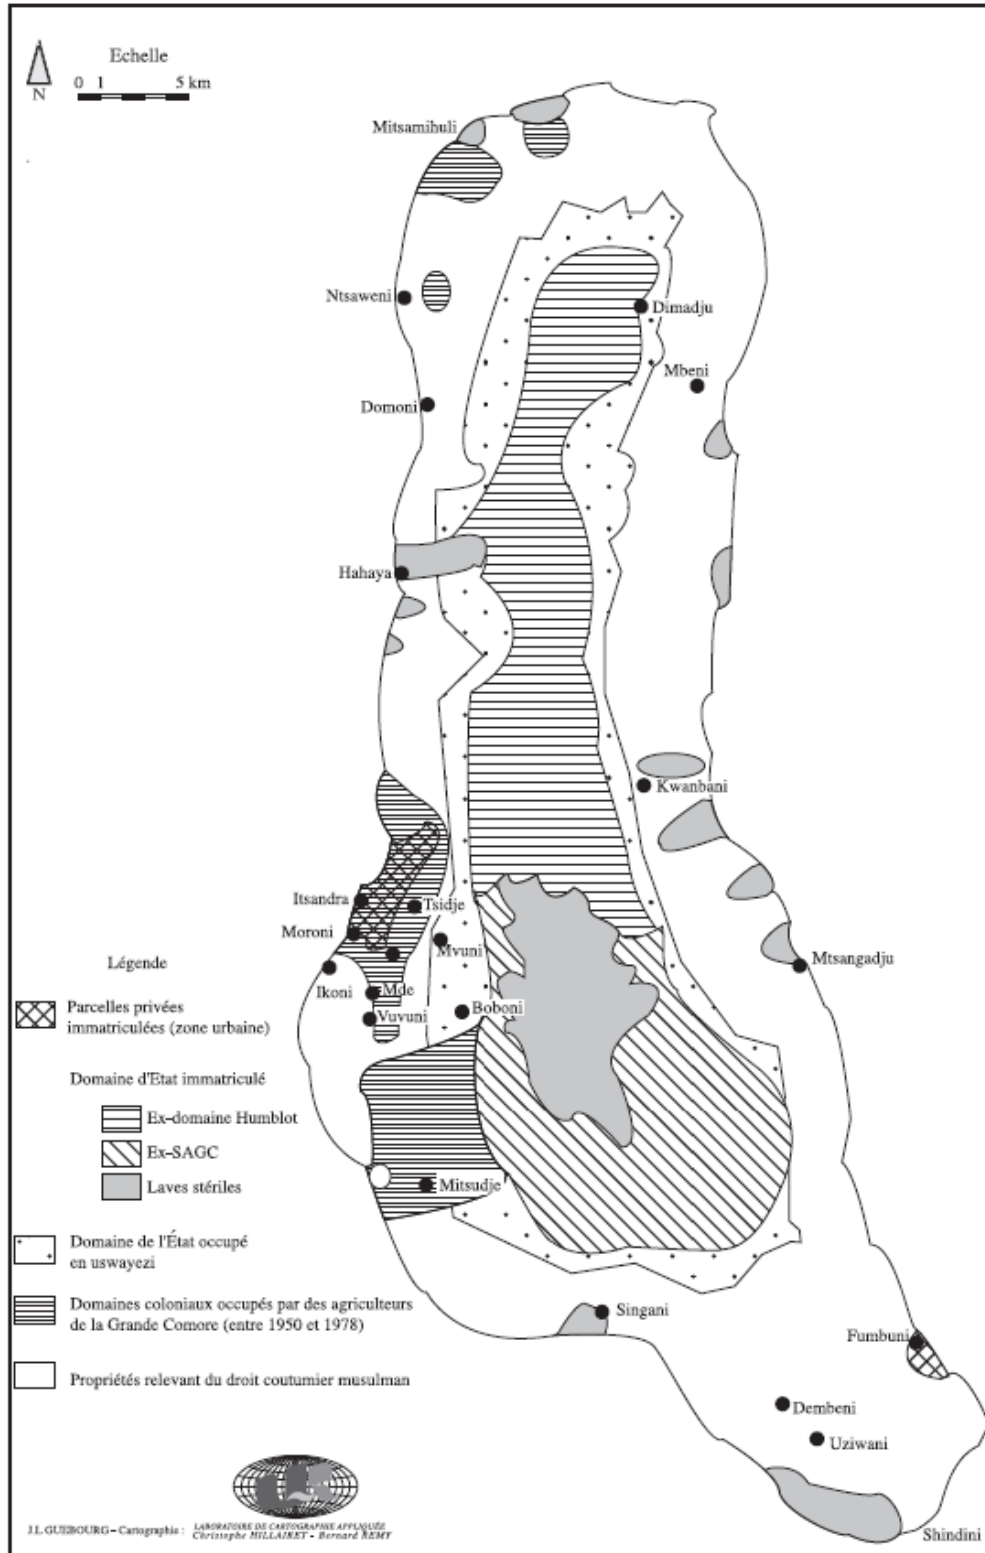 Echelle
0 1 5 km
N
Mitsamihuli
Ntsaweni
Dimadju
Mbeni
Domoni
Hahaya
Kwanbani
Itsandra
Tsidje
Moroni
Mvuni
Mtsangadju
Ikoni
Mde
Boboni
Vuvuni
Mitsudje
Singani
Fumbuni
Dembeni
Uziwani
Shindini
Légende
Parcelles privées
immatriculées (zone urbaine)
Domaine d'Etat immatriculé
Ex-domaine Humblot
Ex-SAGC
Laves stériles
Domaine de l'État occupé
en uswayezi
Domaines coloniaux occupés par des agriculteurs
de la Grande Comore (entre 1950 et 1978)
Propriétés relevant du droit coutumier musulman
J.L. GUEBOURG - Cartographie : LABORATOIRE DE CARTOGRAPHIE APPLIQUÉE
Christophe HILLAIRET - Bernard REMY